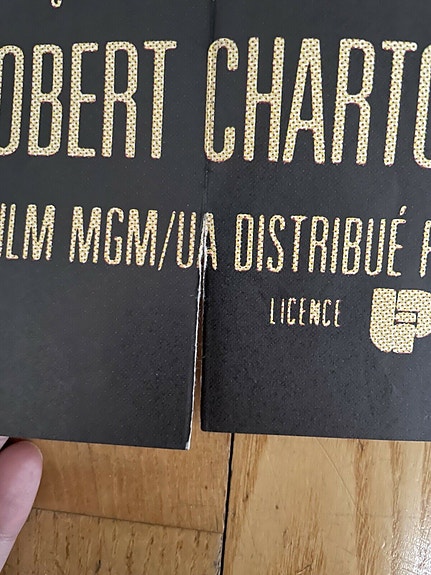 OBERT CHARTO
ILM MGM/UA DISTRIBUÉ P
LICENCE